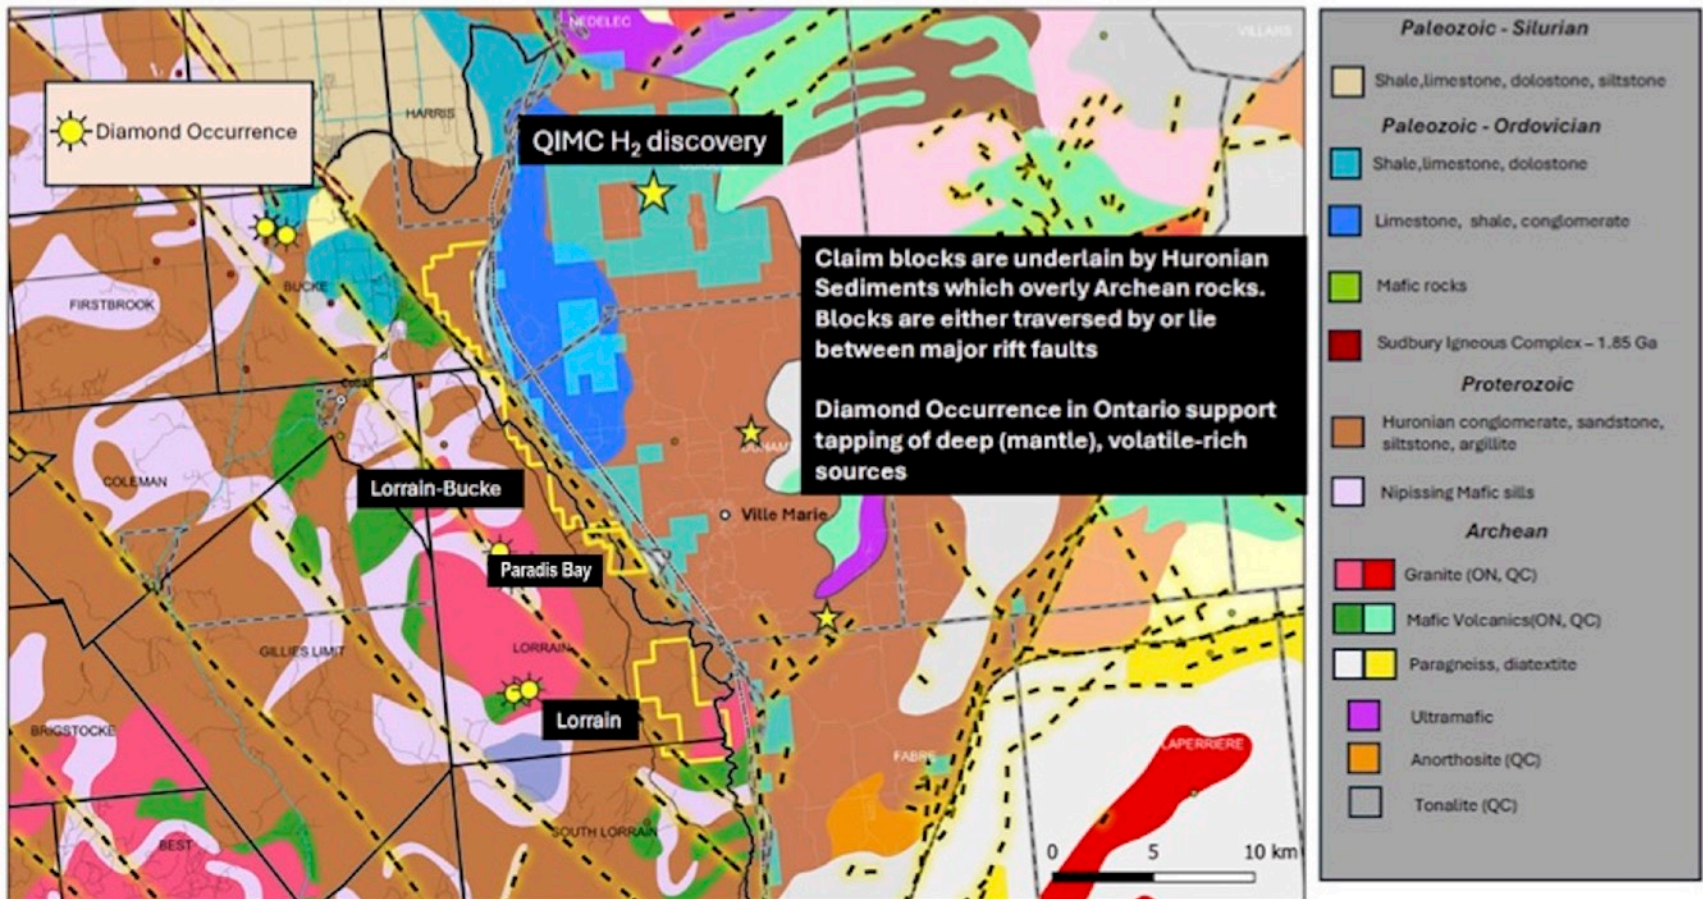 NEDELEC
VILLARS
HARRIS
Diamond Occurrence
QIMC H₂ discovery
BUCKE
FIRSTBROOK
Claim blocks are underlain by Huronian
Sediments which overly Archean rocks.
Blocks are either traversed by or lie
between major rift faults
Diamond Occurrence in Ontario support
tapping of deep (mantle), volatile-rich
sources
COLEMAN
Lorrain-Bucke
Ville Marie
Paradis Bay
LORRAIN
GILLIES LIMIT
Lorrain
BRIGSTOCKE
FABRE
LAPERRIERE
SOUTH LORRAIN
BEST
0 5 10 km
Paleozoic - Silurian
Shale,limestone, dolostone, siltstone
Paleozoic - Ordovician
Shale,limestone, dolostone
Limestone, shale, conglomerate
Mafic rocks
Sudbury Igneous Complex – 1.85 Ga
Proterozoic
Huronian conglomerate, sandstone,
siltstone, argillite
Nipissing Mafic sills
Archean
Granite (ON, QC)
Mafic Volcanics(ON, QC)
Paragneiss, diatextite
Ultramafic
Anorthosite (QC)
Tonalite (QC)